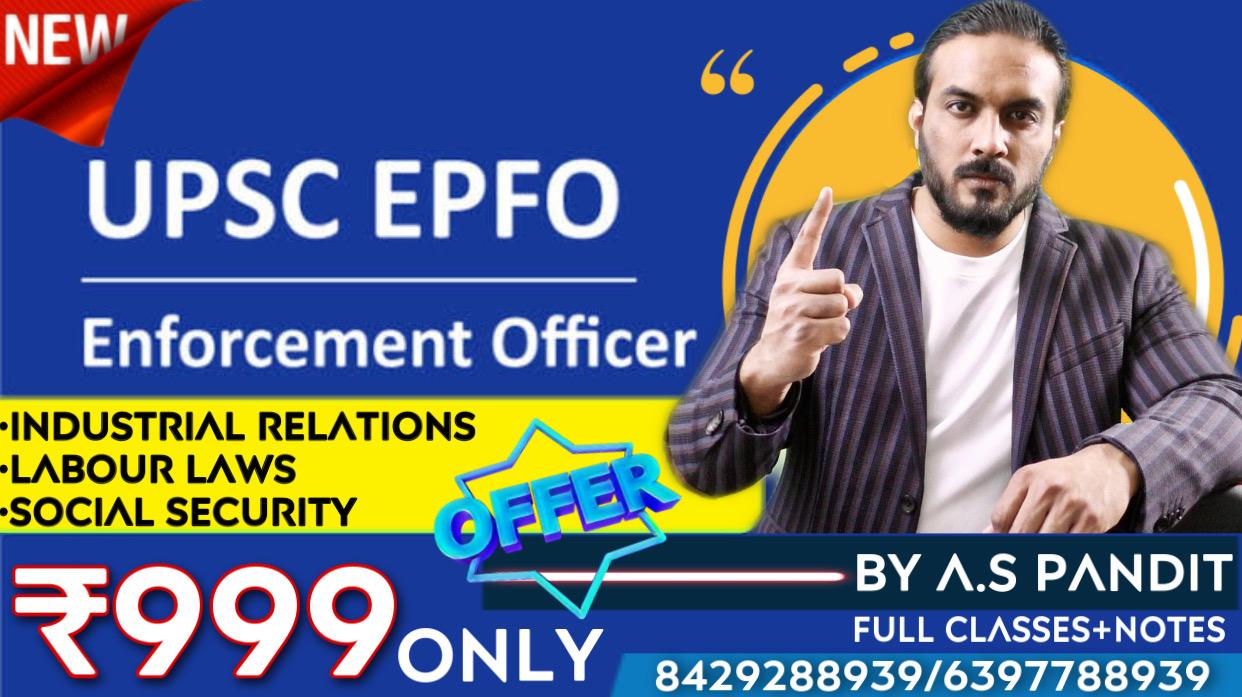 NEW
“
UPSC EPFO
Enforcement Officer
•INDUSTRIAL RELATIONS
•LABOUR LAWS
•SOCIAL SECURITY
OFFER
₹999 ONLY
BY A.S PANDIT
FULL CLASSES+NOTES
8429288939/6397788939